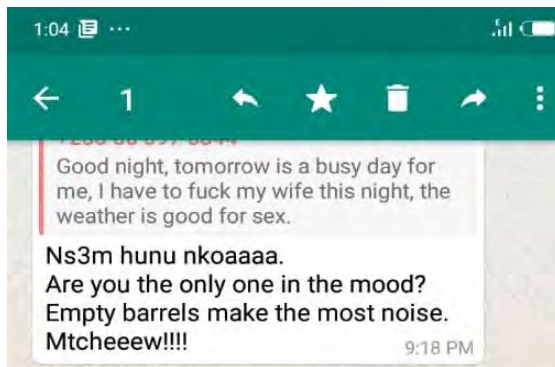 1:04
1
Good night, tomorrow is a busy day for
me, I have to fuck my wife this night, the
weather is good for sex.
Ns3m hunu nkoaaaa.
Are you the only one in the mood?
Empty barrels make the most noise.
Mtcheeew!!!!
9:18 PM